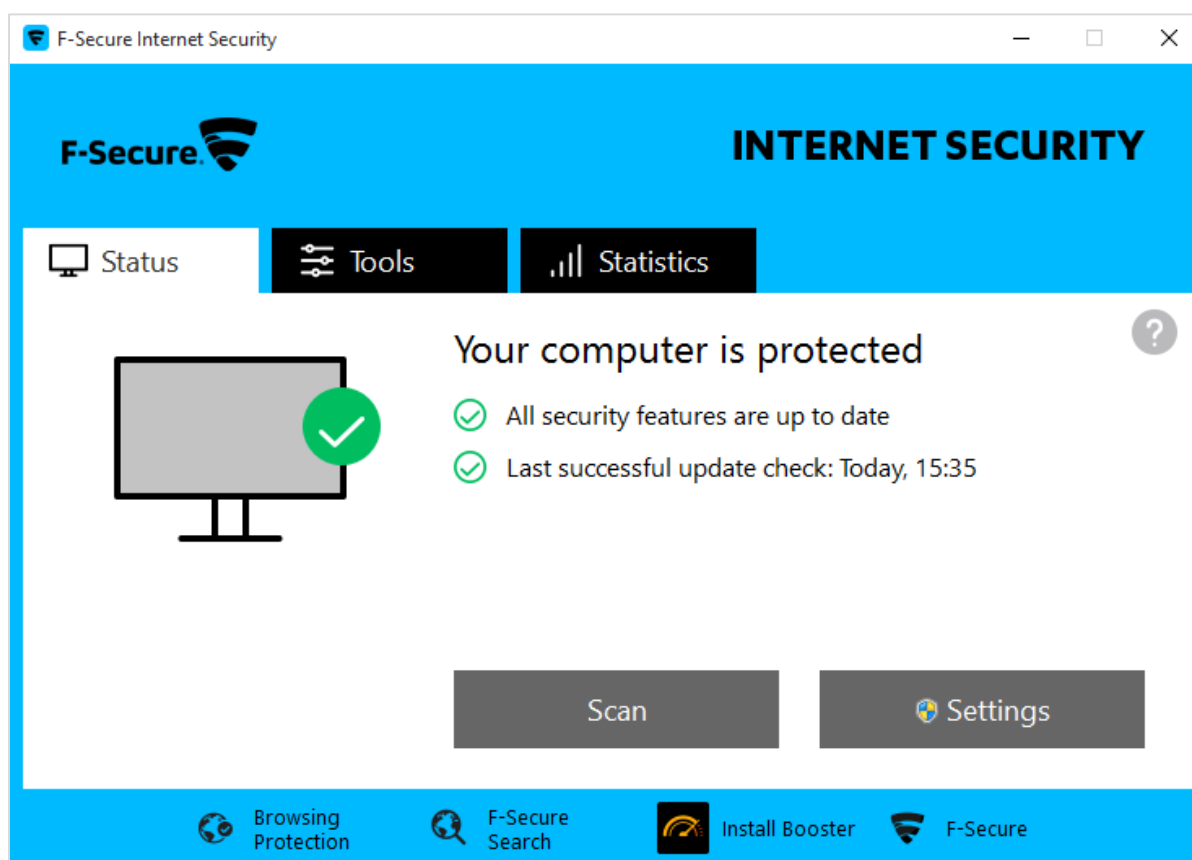 F-Secure Internet Security
F-Secure.
INTERNET SECURITY
Status
Tools
Statistics
Your computer is protected
?
All security features are up to date
Last successful update check: Today, 15:35
Scan
Settings
Browsing
Protection
F-Secure
Search
Install Booster
F-Secure